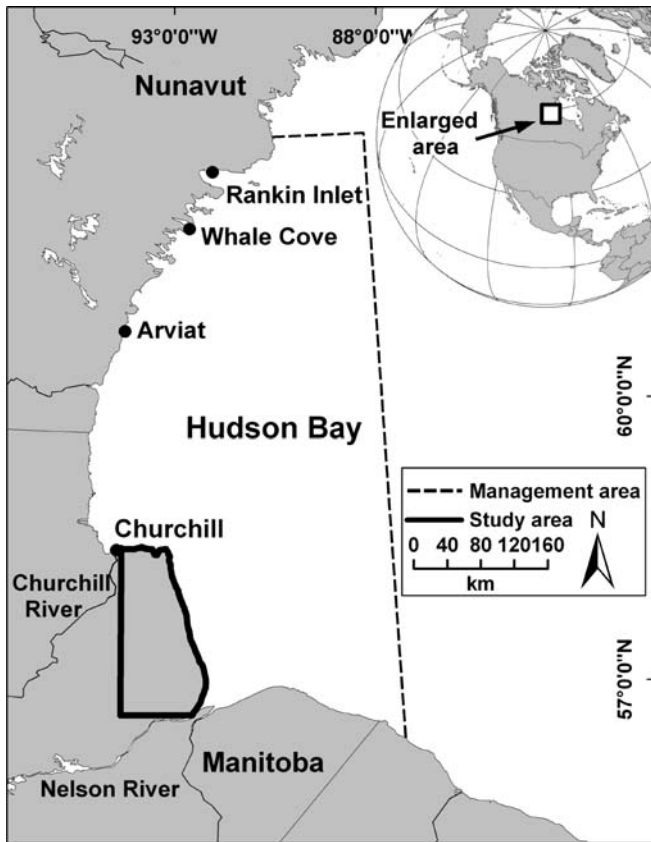 93°0'0"W
88°0'0"W
Nunavut
Enlarged
area
Rankin Inlet
Whale Cove
Arviat
60°0'0"N
Hudson Bay
Management area
Study area
N
0 40 80 120 160
km
Churchill
Churchill
River
57°0'0"N
Manitoba
Nelson River